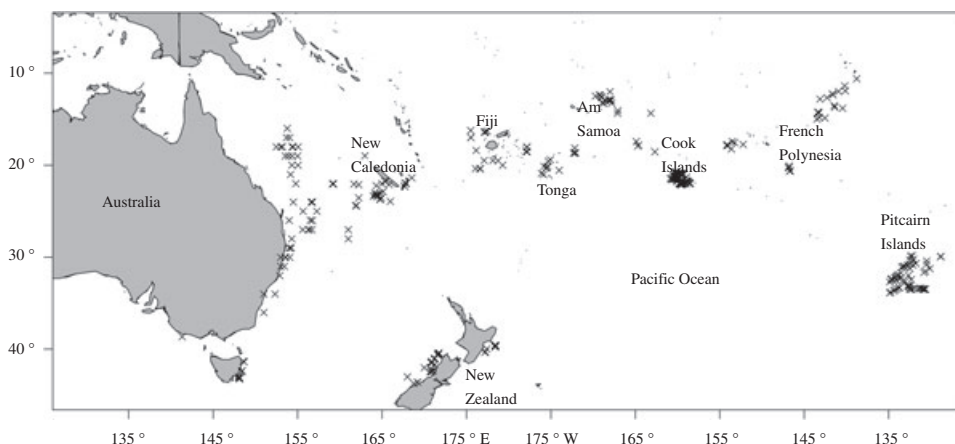 10 °
Fiji
Am
Samoa
New
Caledonia
20 °
Cook
Islands
French
Polynesia
Tonga
Australia
Pitcairn
Islands
30 °
Pacific Ocean
40 °
New
Zealand
135 ° 145 ° 155 ° 165 ° 175 ° E 175 ° W 165 ° 155 ° 145 ° 135 °